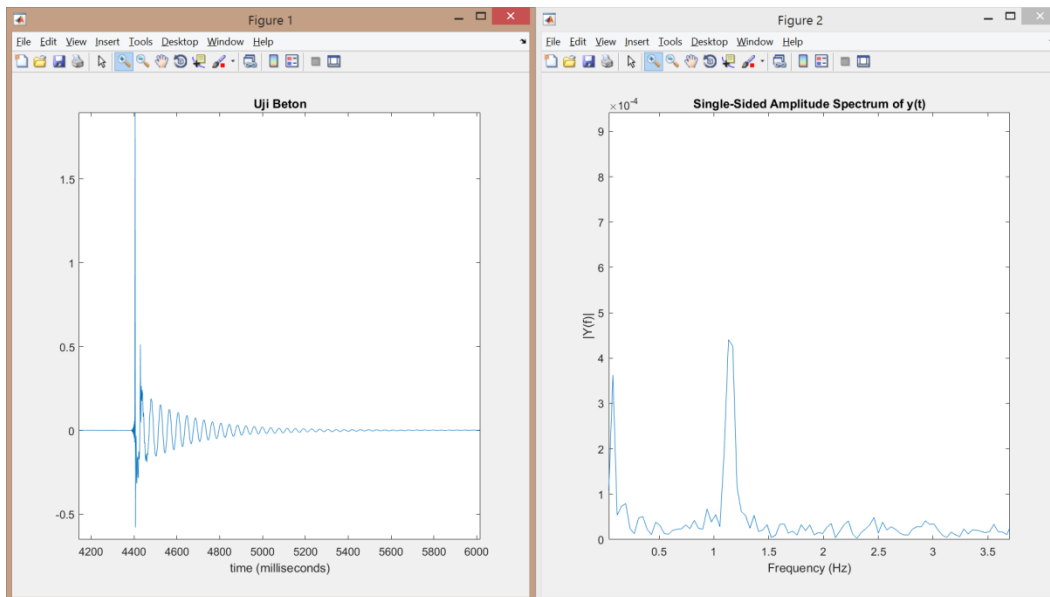 Figure 1
File Edit View Insert Tools Desktop Window Help
Uji Beton
1.5
1
0.5
0
-0.5
4200 4400 4600 4800 5000 5200 5400 5600 5800 6000
time (milliseconds)
Figure 2
File Edit View Insert Tools Desktop Window Help
×10-4
Single-Sided Amplitude Spectrum of y(t)
9
8
7
6
5
4
3
2
1
0
|Y(f)|
0.5 1 1.5 2 2.5 3 3.5
Frequency (Hz)